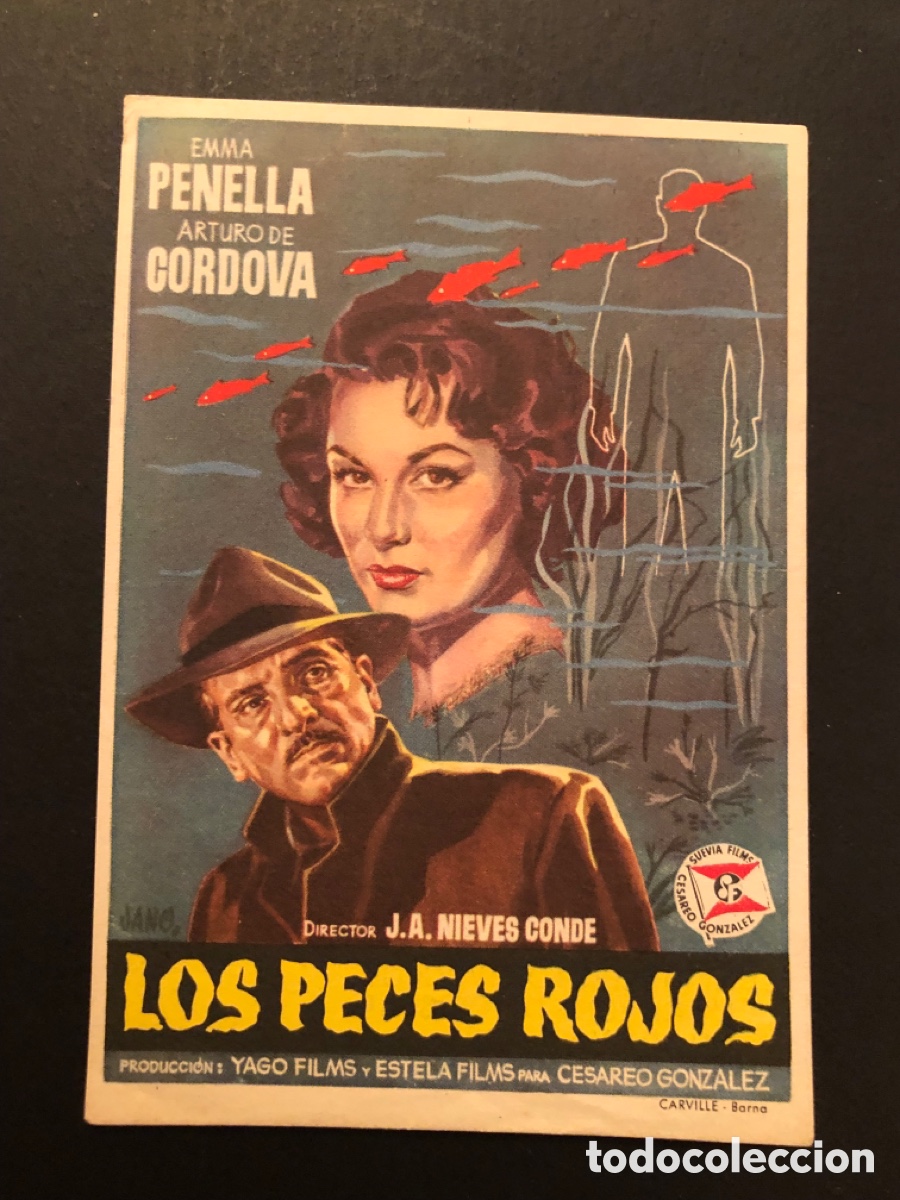 EMMA
PENELLA
ARTURO DE
CORDOVA
SUEVIA FILMS
CESAREO GONZALEZ
JANO.
DIRECTOR J.A. NIEVES CONDE
LOS PECES ROJOS
PRODUCCIÓN: YAGO FILMS Y ESTELA FILMS PARA CESAREO GONZALEZ
CARVILLE - Barna
todocoleccion